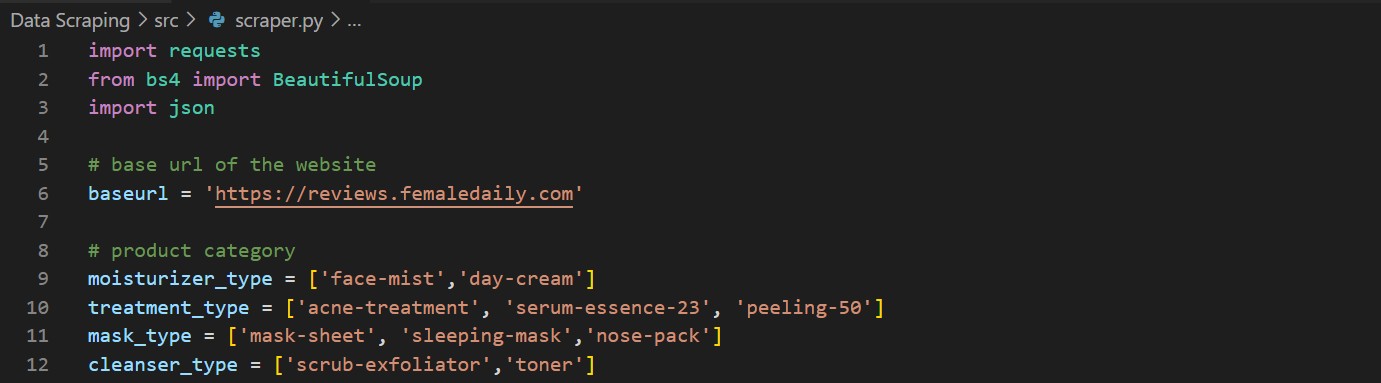 Data Scraping > src > scraper.py > ...
1 import requests
2 from bs4 import BeautifulSoup
3 import json
4
5 # base url of the website
6 baseurl = 'https://reviews.femaledaily.com'
7
8 # product category
9 moisturizer_type = ['face-mist','day-cream']
10 treatment_type = ['acne-treatment', 'serum-essence-23', 'peeling-50']
11 mask_type = ['mask-sheet', 'sleeping-mask','nose-pack']
12 cleanser_type = ['scrub-exfoliator','toner']